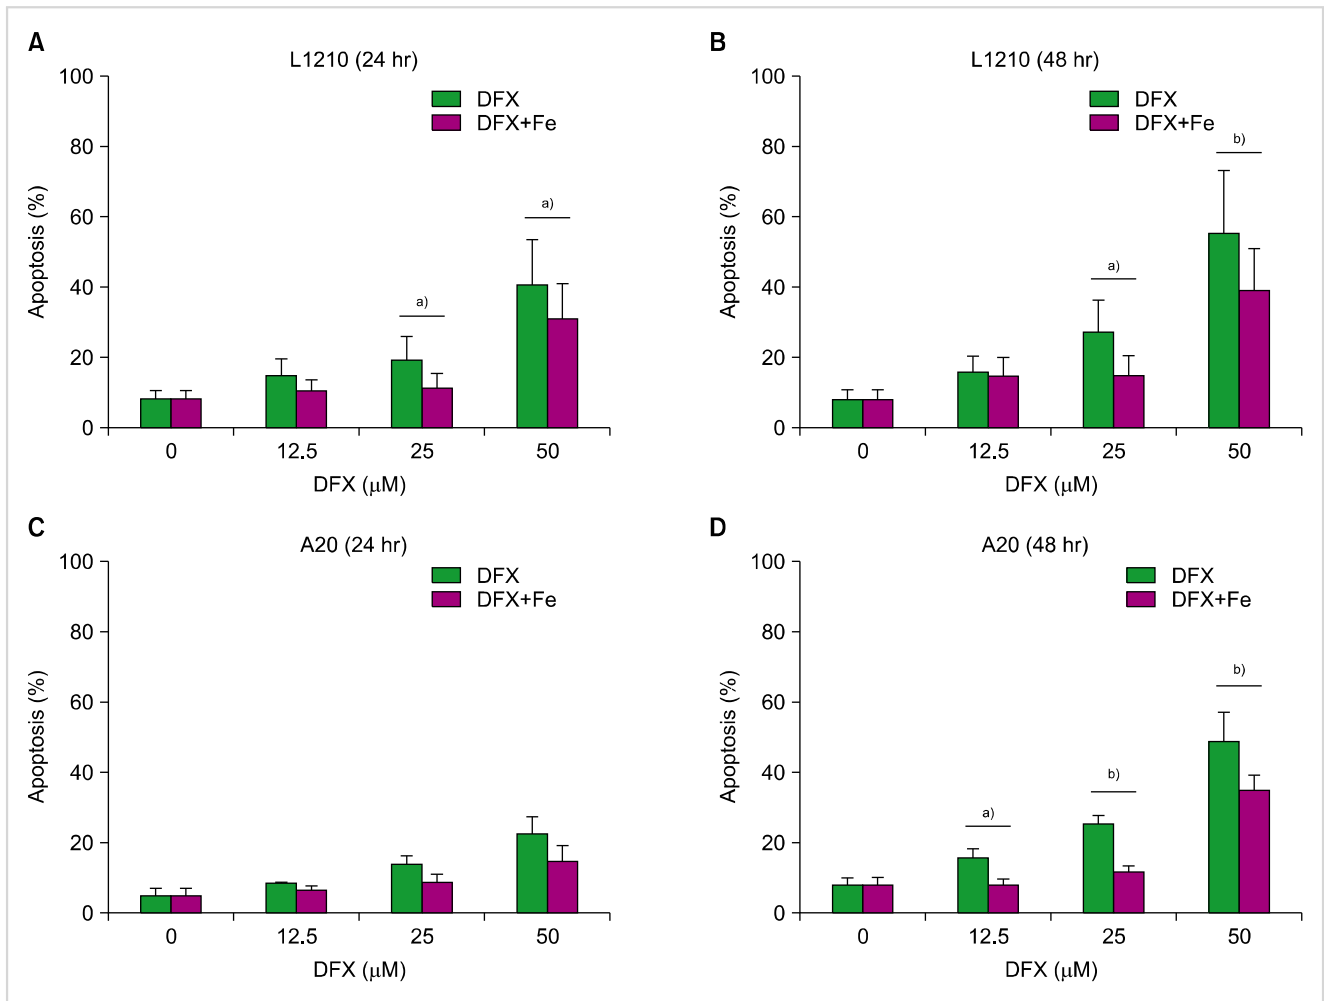 A
L1210 (24 hr)
DFX
DFX+Fe
100
80
60
40
20
0
Apoptosis (%)
a)
a)
0 12.5 25 50
DFX (μM)
B
L1210 (48 hr)
DFX
DFX+Fe
100
80
60
40
20
0
Apoptosis (%)
a)
b)
0 12.5 25 50
DFX (μM)
C
A20 (24 hr)
DFX
DFX+Fe
100
80
60
40
20
0
Apoptosis (%)
0 12.5 25 50
DFX (μM)
D
A20 (48 hr)
DFX
DFX+Fe
100
80
60
40
20
0
Apoptosis (%)
a)
b)
b)
0 12.5 25 50
DFX (μM)